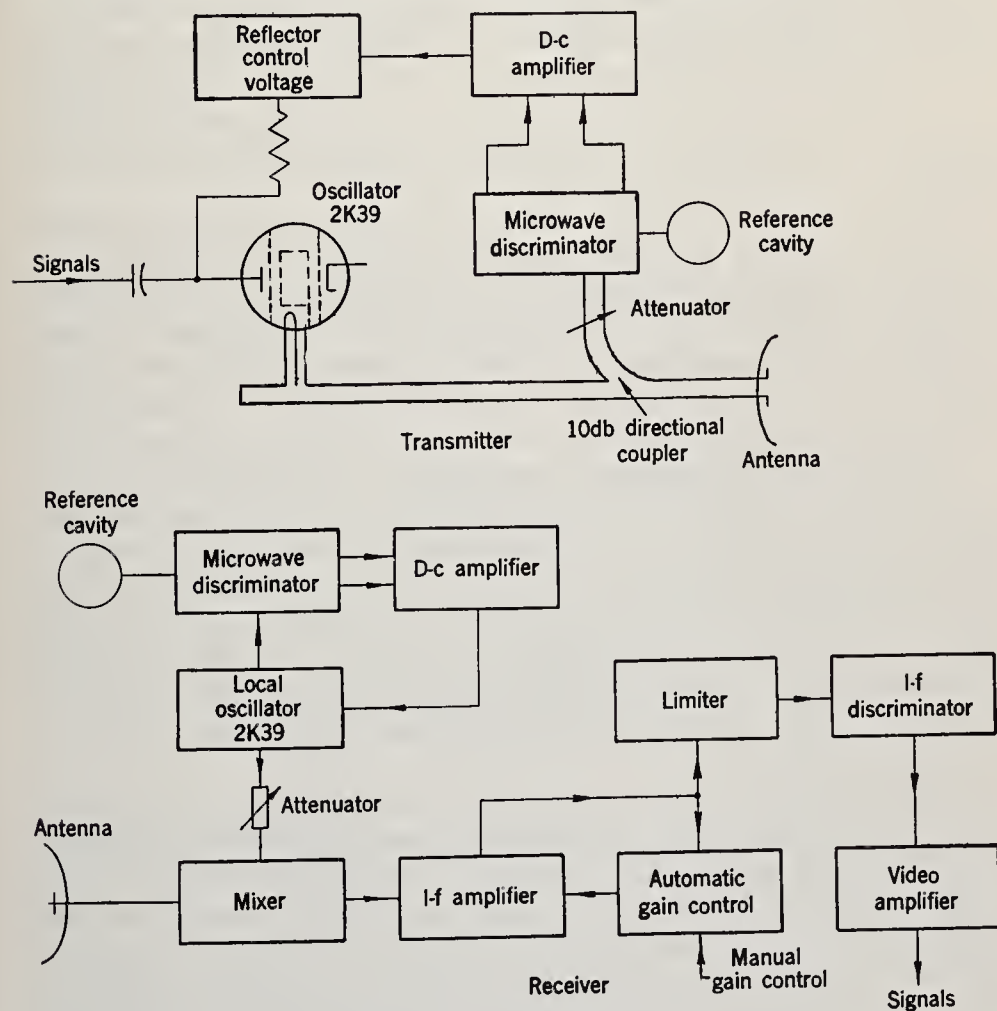 Reflector
control
voltage
D-c
amplifier
Oscillator
2K39
Microwave
discriminator
Reference
cavity
Signals
Attenuator
Transmitter
10db directional
coupler
Antenna
Reference
cavity
Microwave
discriminator
D-c amplifier
Local
oscillator
2K39
Limiter
I-f
discriminator
Attenuator
Antenna
Mixer
I-f amplifier
Automatic
gain control
Video
amplifier
Manual
gain control
Receiver
Signals